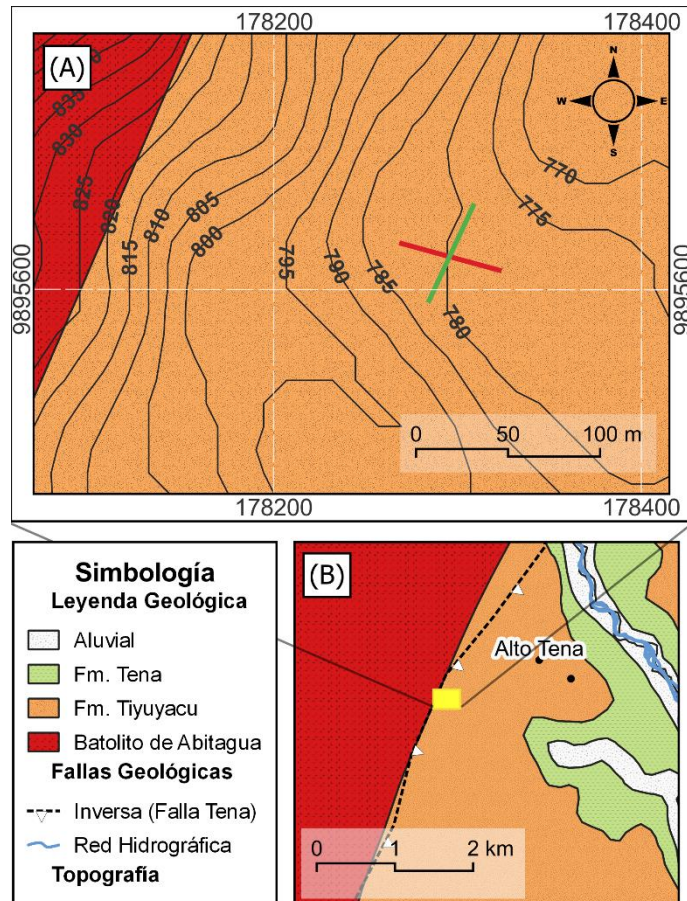 178200 178400
(A)
N
W E
S
835
830
825
820
815
810
805
800
795
790
785
780
775
770
9895600 9895600
0 50 100 m
178200 178400
Simbología
Leyenda Geológica
Aluvial
Fm. Tena
Fm. Tiyuyacu
Batolito de Abitagua
Fallas Geológicas
Inversa (Falla Tena)
Red Hidrográfica
Topografía
(B)
Alto Tena
0 1 2 km